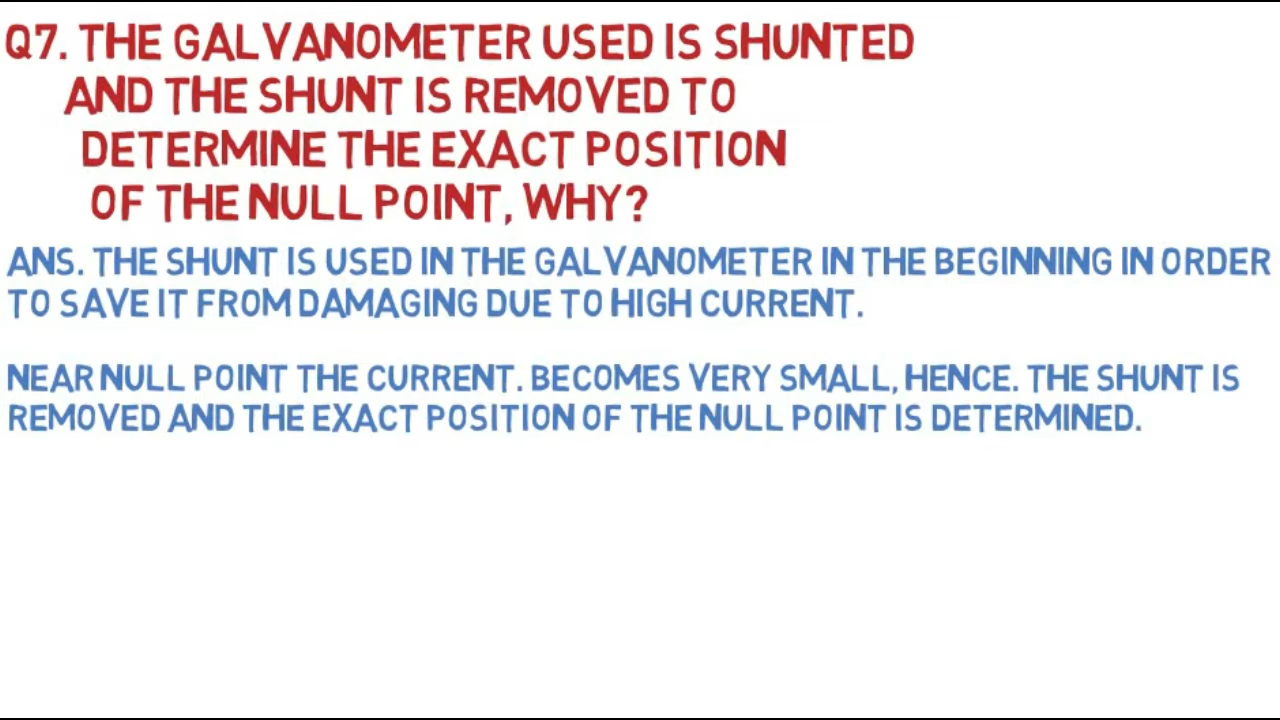 Q7. THE GALVANOMETER USED IS SHUNTED
AND THE SHUNT IS REMOVED TO
DETERMINE THE EXACT POSITION
OF THE NULL POINT, WHY?
ANS. THE SHUNT IS USED IN THE GALVANOMETER IN THE BEGINNING IN ORDER
TO SAVE IT FROM DAMAGING DUE TO HIGH CURRENT.
NEAR NULL POINT THE CURRENT. BECOMES VERY SMALL, HENCE. THE SHUNT IS
REMOVED AND THE EXACT POSITION OF THE NULL POINT IS DETERMINED.